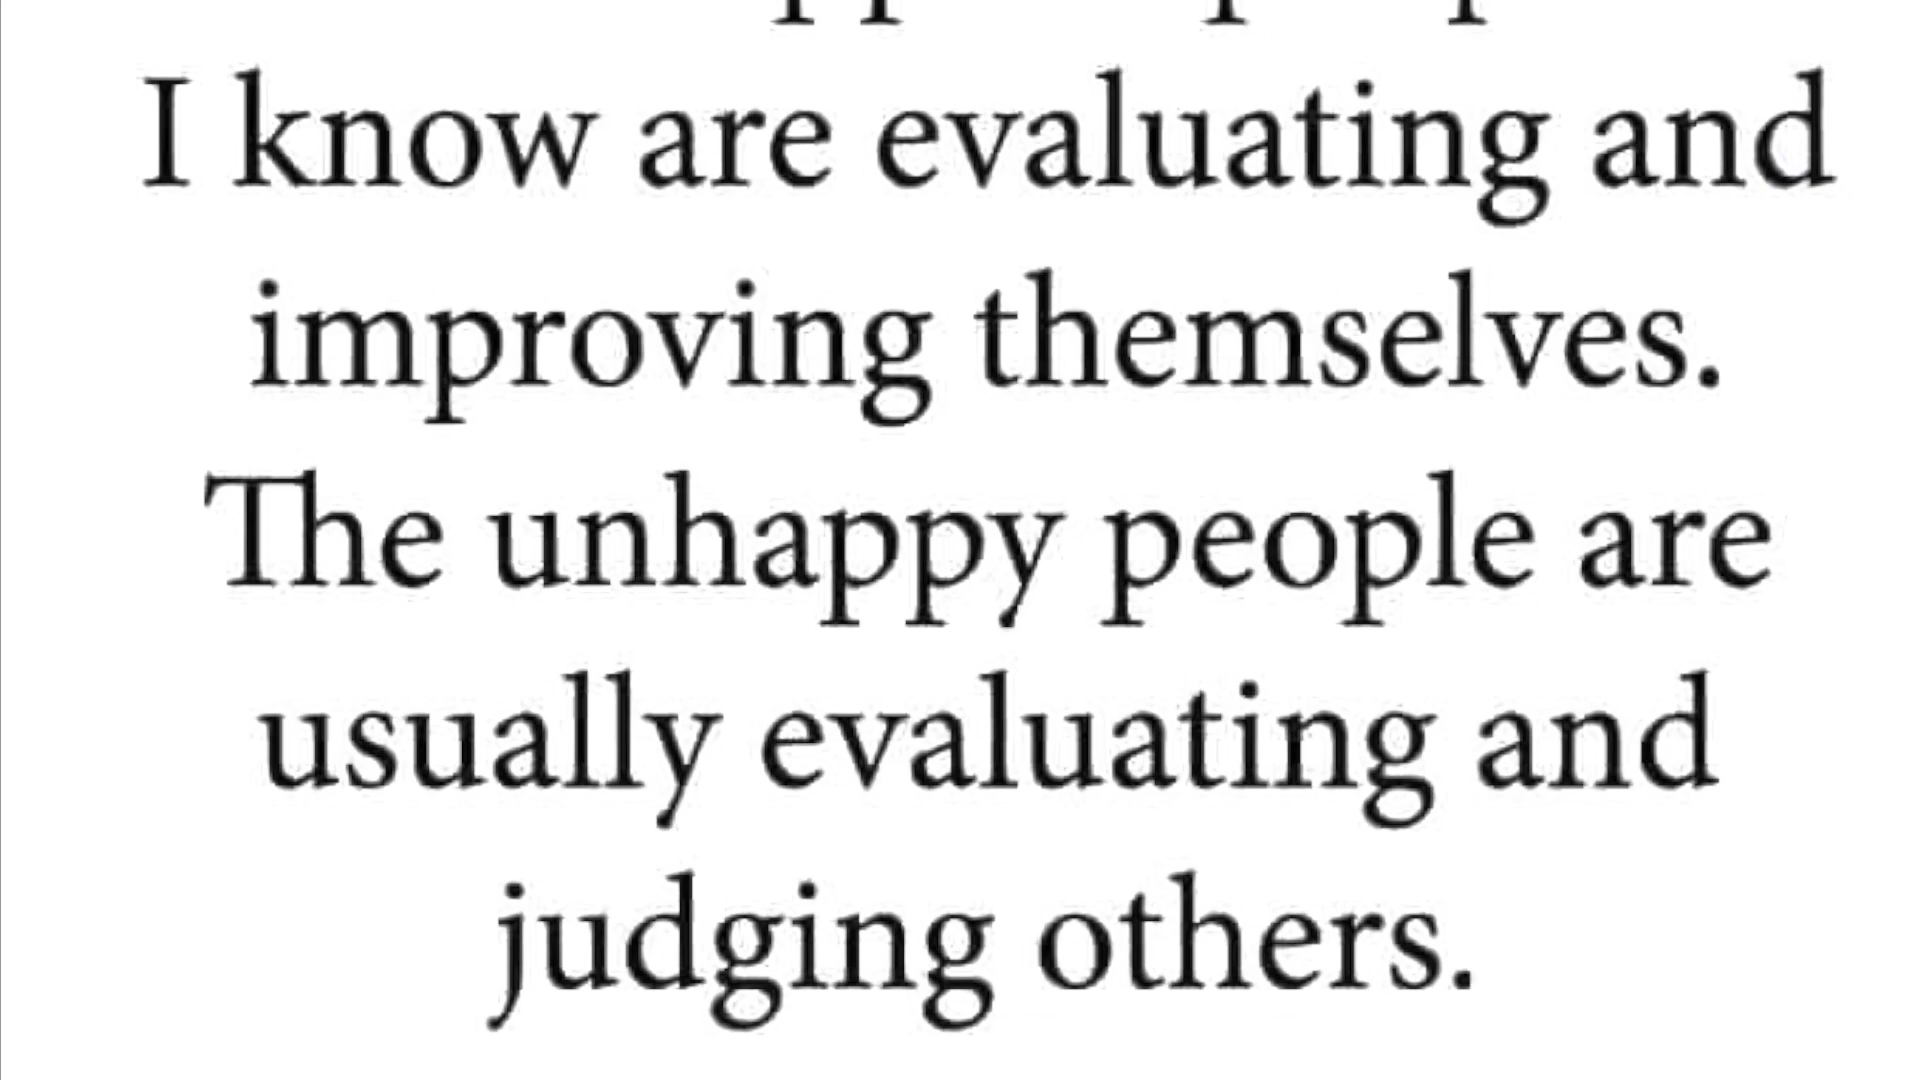 I know are evaluating and
improving themselves.
The unhappy people are
usually evaluating and
judging others.